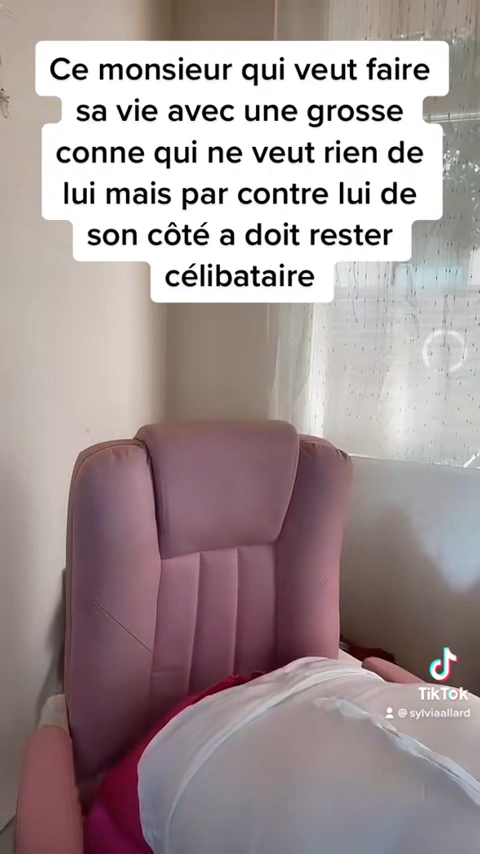 Ce monsieur qui veut faire
sa vie avec une grosse
conne qui ne veut rien de
lui mais par contre lui de
son côté a doit rester
célibataire
TikTok
@sylviaallard